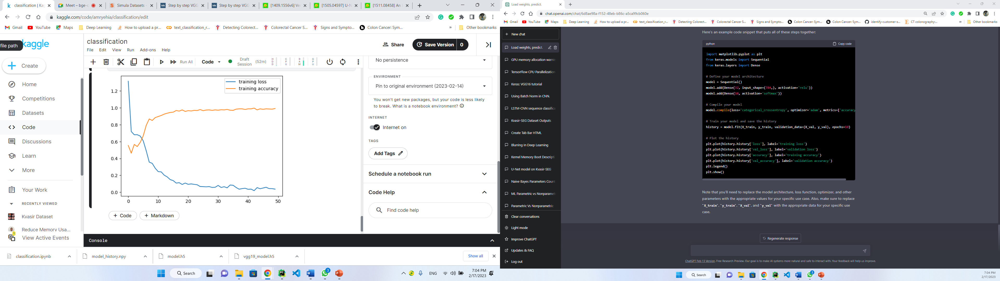 classification | Kag
Meet – bge-c
Simula Datasets -
Step by step VGG
Step by step VGG
[1409.1556v6] Ver
[1505.04597] U-N
[1511.08458] An I
kaggle.com/code/amryehia/classification/edit
Gmail
YouTube
Maps
Deep Learning
How to upload a pr...
text_classification_r...
Detecting Colorect...
Colorectal Cancer S...
Signs and Sympto...
Colon Cancer: Sym...
»
Other bookmarks
file path
kaggle
Create
Home
Competitions
Datasets
Code
Discussions
Learn
More
Your Work
RECENTLY VIEWED
Kvasir Dataset
Reduce Memory Usa...
1
View Active Events
classification
File Edit View Run Add-ons Help
Share
Save Version 0
Run All
Code
Draft Session (52m)
HDD
CPU
RAM
GPU
training loss
training accuracy
1.2
1.0
0.8
0.6
0.4
0.2
0.0
0 10 20 30 40 50
+ Code + Markdown
No persistence
ENVIRONMENT
Pin to original environment (2023-02-14)
You won't get new packages, but your code is less likely
to break. What is a notebook environment?
INTERNET
Internet on
TAGS
Add Tags
Schedule a notebook run
Code Help
Find code help
Console
classification.ipynb
model_history.npy
model.h5
vgg19_model.h5
Show all
Search
3
ENG
7:04 PM
2/17/2023
Load weights, predict.
chat.openai.com/chat/6d8ae98a-f152-48eb-b86c-a5ca99cb060e
Gmail
YouTube
Maps
Deep Learning
How to upload a pr...
text_classification_r...
Detecting Colorect...
Colorectal Cancer S...
Signs and Sympto...
Colon Cancer: Sym...
Colon Cancer: Sym...
identify-customer-s...
CT colonography:...
»
Other bookmarks
New chat
Load weights, predict.
GPU memory allocation warnin
TensorFlow CPU Parallelization
Keras: VGG16 tutorial
Using Batch Norm in CNN.
LSTM-CNN sequence classifica
Kvasir-SEG Dataset Outputs
Create Tab Bar HTML
Blurring In Deep Learning
Kernel Memory Boot Descripti
U-Net model on Kvasir-SEG
Naive Bayes Parameters Count
ML Parametric vs Nonparamet
Parametric Vs Nonparametric
Clear conversations
Light mode
Improve ChatGPT
Updates & FAQ
Log out
Here's an example code snippet that puts all of these steps together:
python
Copy code
import matplotlib.pyplot as plt
from keras.models import Sequential
from keras.layers import Dense
# Define your model architecture
model = Sequential()
model.add(Dense(32, input_shape=(784,), activation='relu'))
model.add(Dense(10, activation='softmax'))
# Compile your model
model.compile(loss='categorical_crossentropy', optimizer='adam', metrics=['accuracy
# Train your model and save the history
history = model.fit(X_train, y_train, validation_data=(X_val, y_val), epochs=10)
# Plot the history
plt.plot(history.history['loss'], label='training loss')
plt.plot(history.history['val_loss'], label='validation loss')
plt.plot(history.history['accuracy'], label='training accuracy')
plt.plot(history.history['val_accuracy'], label='validation accuracy')
plt.legend()
plt.show()
Note that you'll need to replace the model architecture, loss function, optimizer, and other
parameters with the appropriate values for your specific use case. Also, make sure to replace
`X_train`, `y_train`, `X_val`, and `y_val` with the appropriate data for your specific use
case.
Regenerate response
ChatGPT Feb 13 Version. Free Research Preview. Our goal is to make AI systems more natural and safe to interact with. Your feedback will help us improve.
Search
3
7:04 PM
2/17/2023